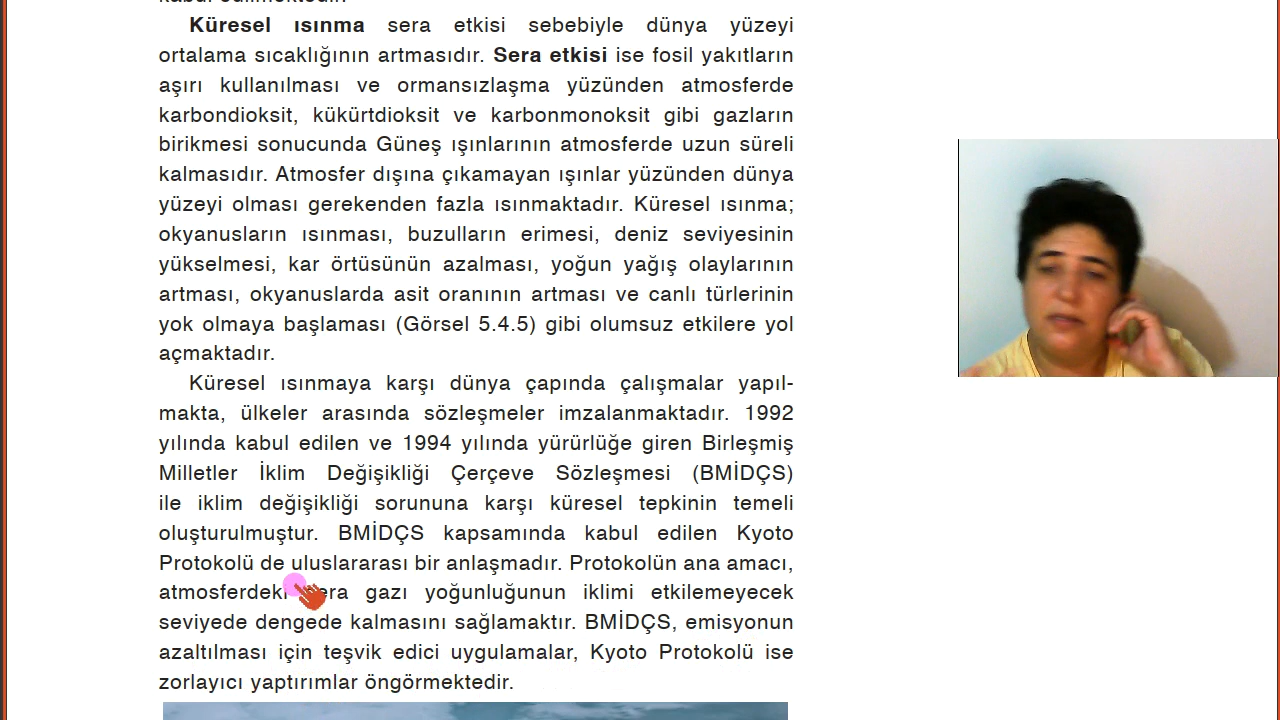 Küresel ısınma sera etkisi sebebiyle dünya yüzeyi
ortalama sıcaklığının artmasıdır. Sera etkisi ise fosil yakıtların
aşırı kullanılması ve ormansızlaşma yüzünden atmosferde
karbondioksit, kükürtdioksit ve karbonmonoksit gibi gazların
birikmesi sonucunda Güneş ışınlarının atmosferde uzun süreli
kalmasıdır. Atmosfer dışına çıkamayan ışınlar yüzünden dünya
yüzeyi olması gerekenden fazla ısınmaktadır. Küresel ısınma;
okyanusların ısınması, buzulların erimesi, deniz seviyesinin
yükselmesi, kar örtüsünün azalması, yoğun yağış olaylarının
artması, okyanuslarda asit oranının artması ve canlı türlerinin
yok olmaya başlaması (Görsel 5.4.5) gibi olumsuz etkilere yol
açmaktadır.
Küresel ısınmaya karşı dünya çapında çalışmalar yapıl-
makta, ülkeler arasında sözleşmeler imzalanmaktadır. 1992
yılında kabul edilen ve 1994 yılında yürürlüğe giren Birleşmiş
Milletler İklim Değişikliği Çerçeve Sözleşmesi (BMİDÇS)
ile iklim değişikliği sorununa karşı küresel tepkinin temeli
oluşturulmuştur. BMİDÇS kapsamında kabul edilen Kyoto
Protokolü de uluslararası bir anlaşmadır. Protokolün ana amacı,
atmosferdeki sera gazı yoğunluğunun iklimi etkilemeyecek
seviyede dengede kalmasını sağlamaktır. BMİDÇS, emisyonun
azaltılması için teşvik edici uygulamalar, Kyoto Protokolü ise
zorlayıcı yaptırımlar öngörmektedir.